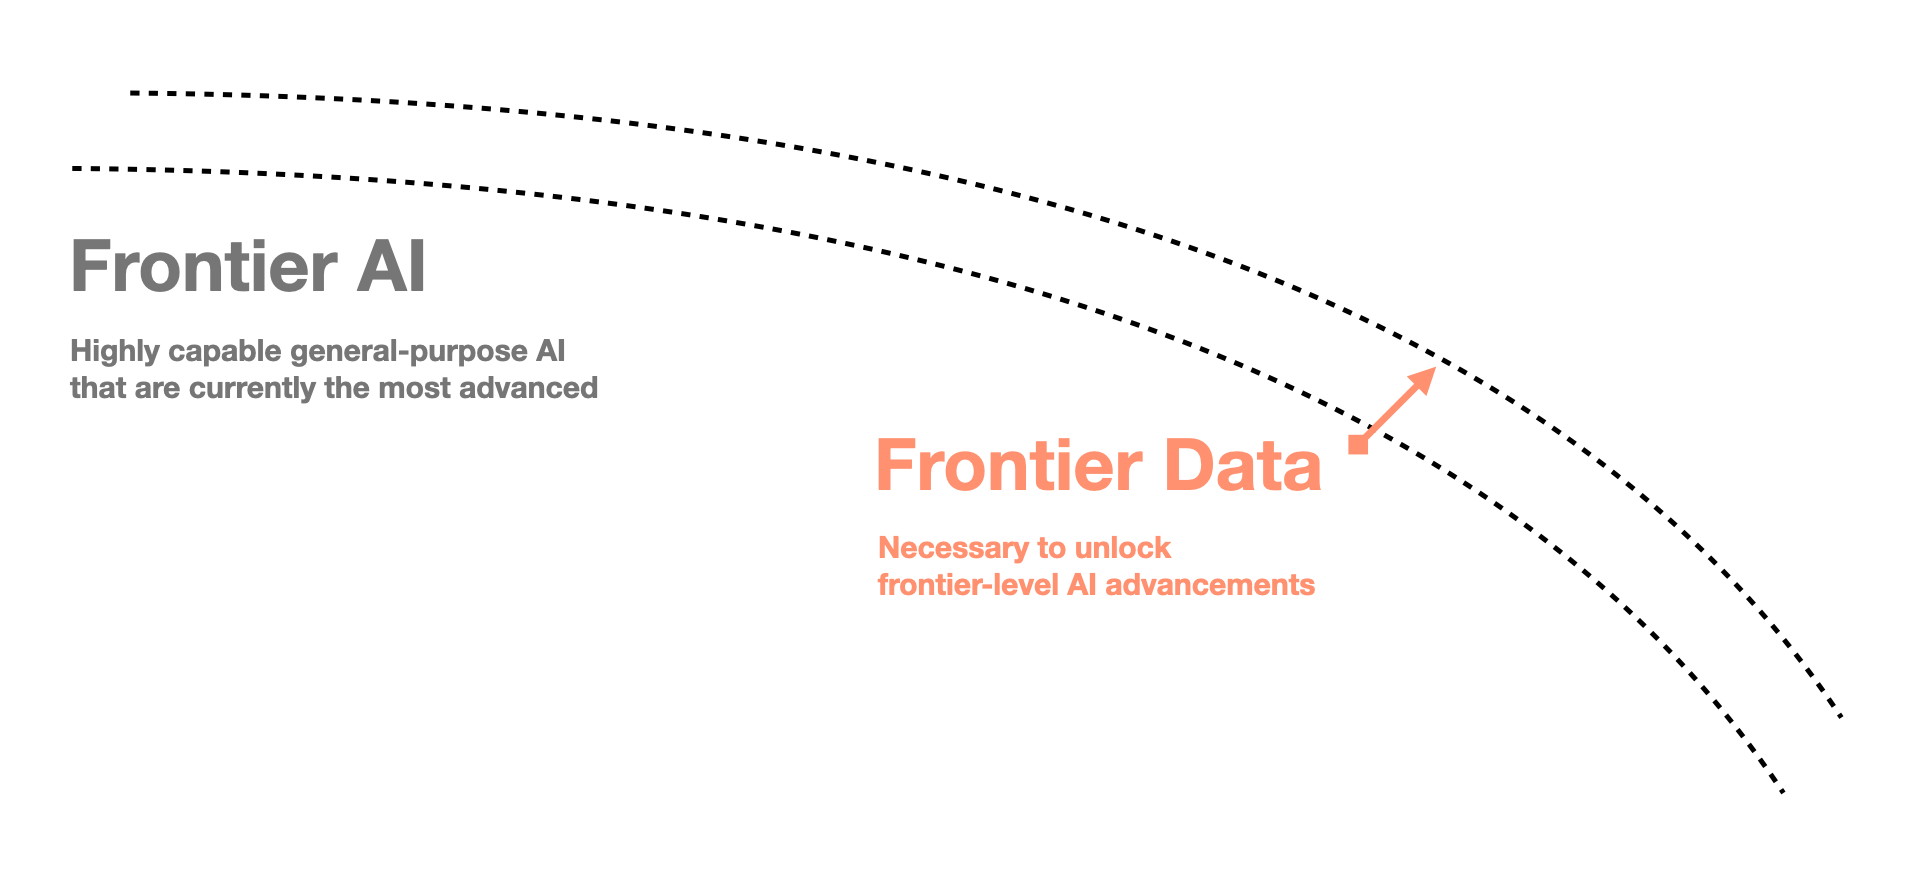 Frontier AI
Highly capable general-purpose AI
that are currently the most advanced
Frontier Data
Necessary to unlock
frontier-level AI advancements